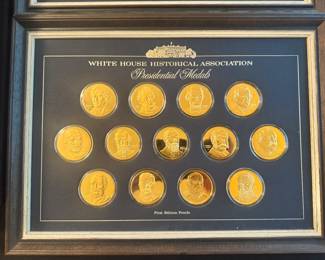 WHITE HOUSE HISTORICAL ASSOCIATION
Presidential Medals
First Edition Proofs